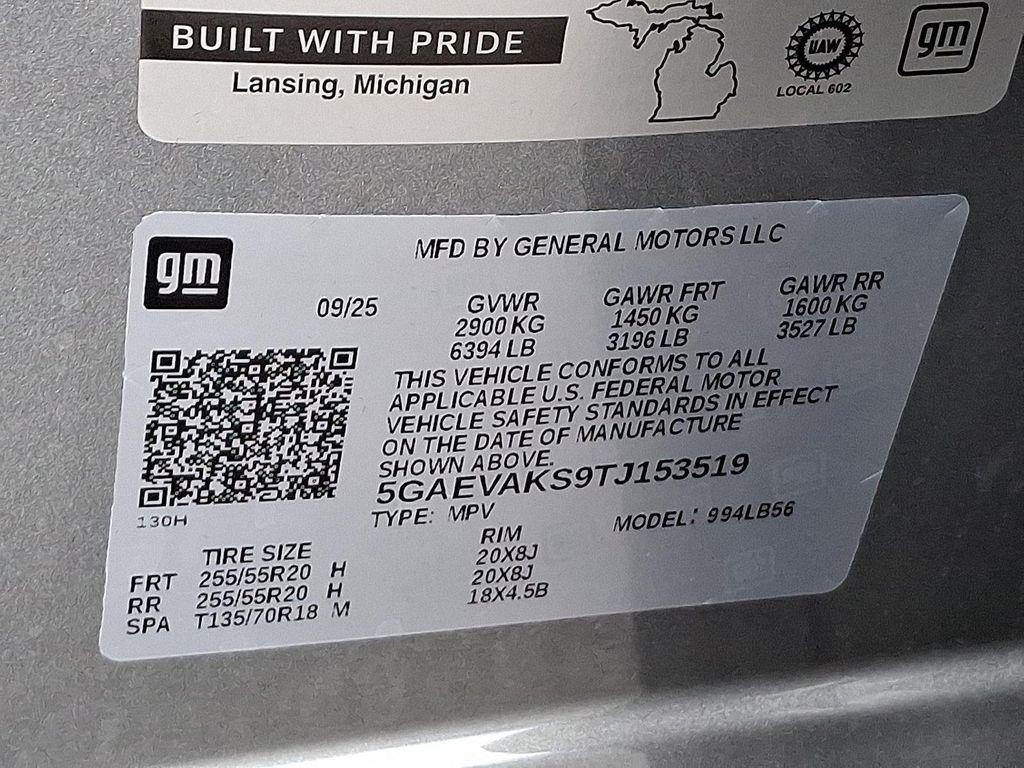 BUILT WITH PRIDE
Lansing, Michigan
UAW
LOCAL 602
gm
gm
MFD BY GENERAL MOTORS LLC
09/25
GVWR
2900 KG
6394 LB
GAWR FRT
1450 KG
3196 LB
GAWR RR
1600 KG
3527 LB
THIS VEHICLE CONFORMS TO ALL
APPLICABLE U.S. FEDERAL MOTOR
VEHICLE SAFETY STANDARDS IN EFFECT
ON THE DATE OF MANUFACTURE
SHOWN ABOVE.
5GAEVAKS9TJ153519
130H
TYPE: MPV
MODEL: 994LB56
TIRE SIZE RIM
FRT 255/55R20 H 20X8J
RR 255/55R20 H 20X8J
SPA T135/70R18 M 18X4.5B